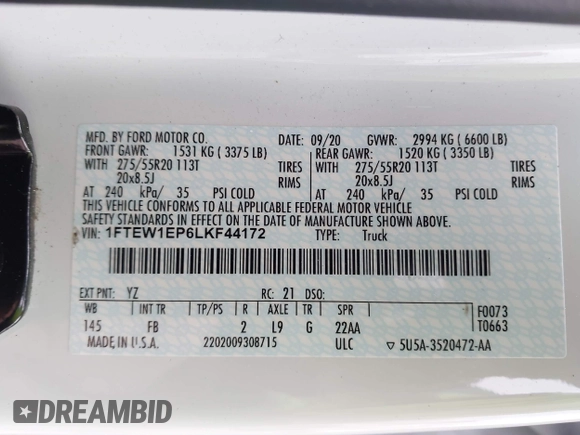 MFD. BY FORD MOTOR CO.
DATE: 09/20 GVWR: 2994 KG ( 6600 LB)
FRONT GAWR: 1531 KG ( 3375 LB)
REAR GAWR: 1520 KG ( 3350 LB)
WITH 275/55R20 113T TIRES
WITH 275/55R20 113T TIRES
20x8.5J RIMS
20x8.5J RIMS
AT 240 kPa/ 35 PSI COLD
AT 240 kPa/ 35 PSI COLD
THIS VEHICLE CONFORMS TO ALL APPLICABLE FEDERAL MOTOR VEHICLE
SAFETY STANDARDS IN EFFECT ON THE DATE OF MANUFACTURE SHOWN ABOVE.
VIN: 1FTEW1EP6LKF44172 TYPE: Truck
EXT PNT: YZ RC: 21 DSO:
WB INT TR TP/PS R AXLE TR SPR F0073
145 FB 2 L9 G 22AA T0663
MADE IN U.S.A. 2202009308715 ULC ▽ 5U5A-3520472-AA
DREAMBID